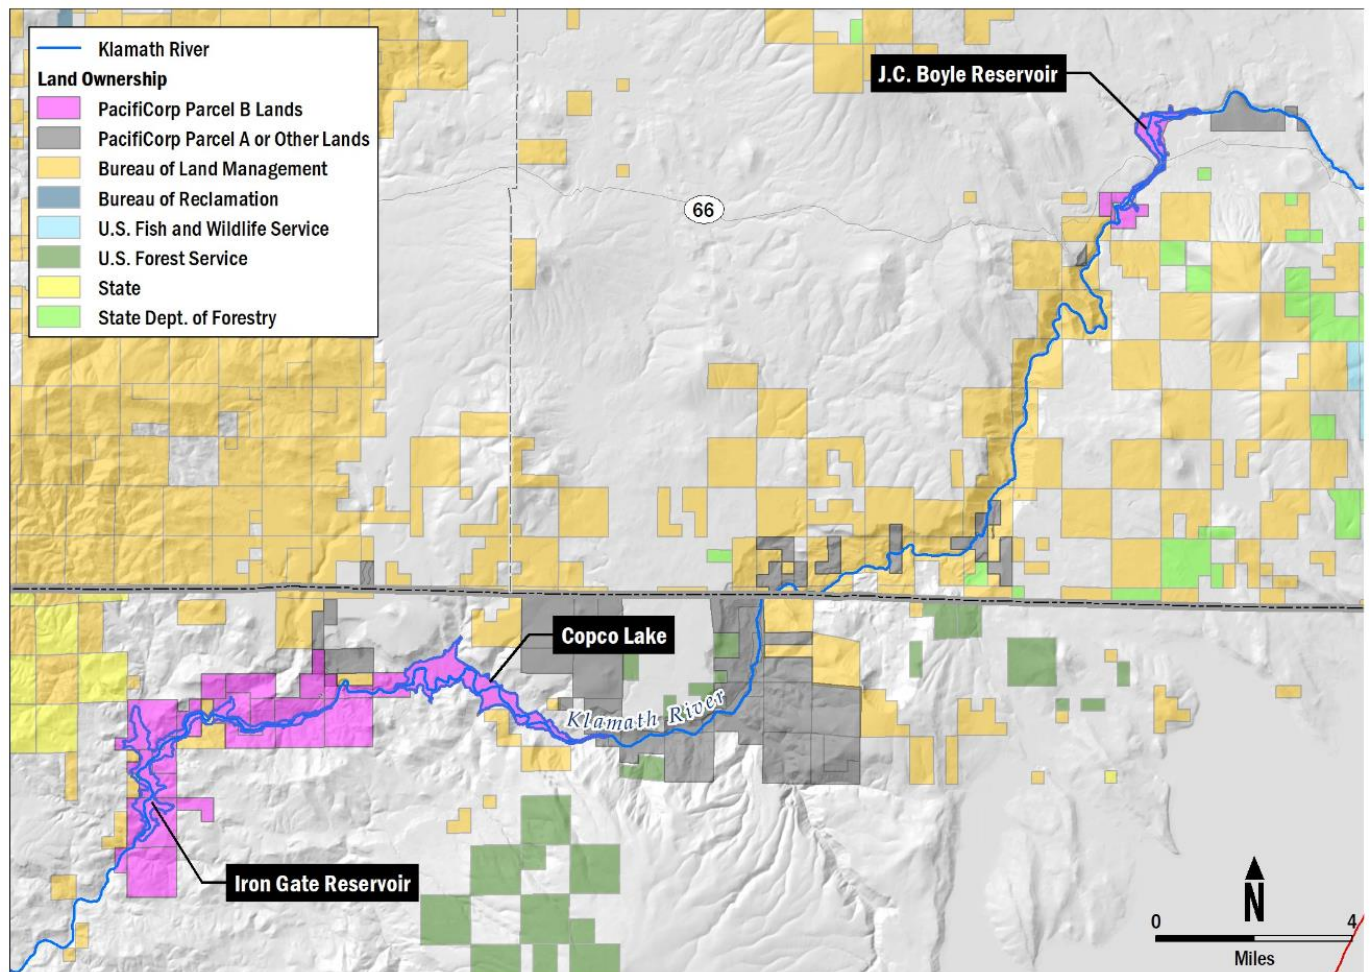 Klamath River
Land Ownership
PacifiCorp Parcel B Lands
PacifiCorp Parcel A or Other Lands
Bureau of Land Management
Bureau of Reclamation
U.S. Fish and Wildlife Service
U.S. Forest Service
State
State Dept. of Forestry
J.C. Boyle Reservoir
66
Copco Lake
Klamath River
Iron Gate Reservoir
N
0 4
Miles